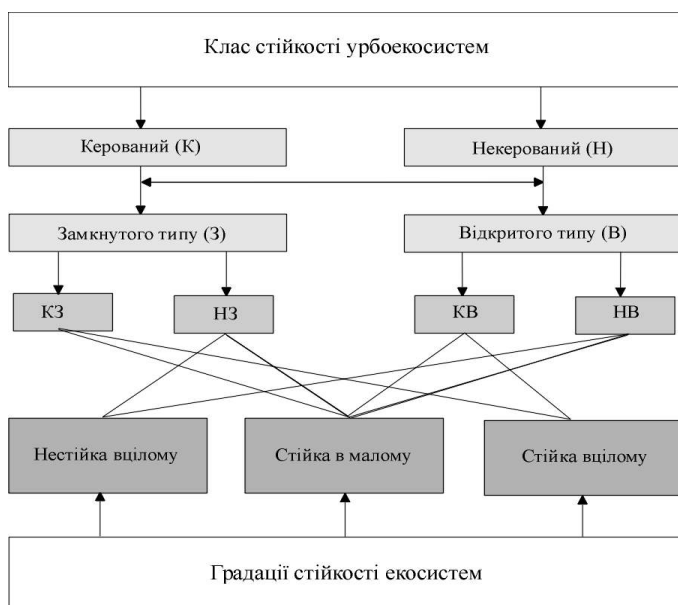 Клас стійкості урбоекосистем
Керований (К)
Некерований (Н)
Замкнутого типу (З)
Відкритого типу (В)
КЗ
НЗ
КВ
НВ
Нестійка вцілому
Стійка в малому
Стійка вцілому
Градації стійкості екосистем